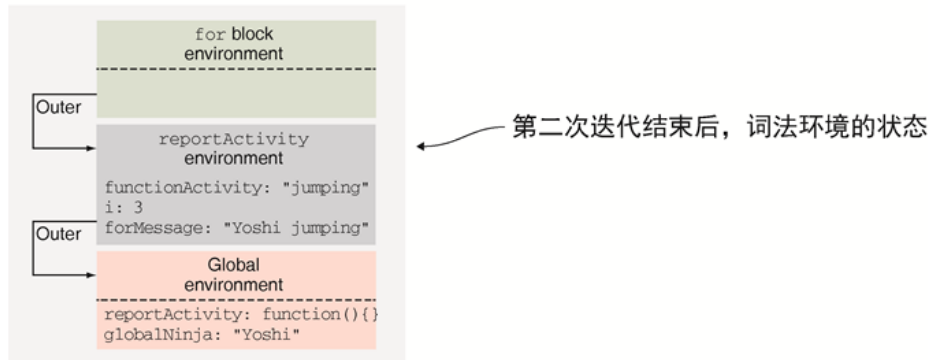 for block
environment
Outer
reportActivity
environment
functionActivity: "jumping"
i: 3
forMessage: "Yoshi jumping"
Outer
Global
environment
reportActivity: function(){}
globalNinja: "Yoshi"
第二次迭代结束后，词法环境的状态